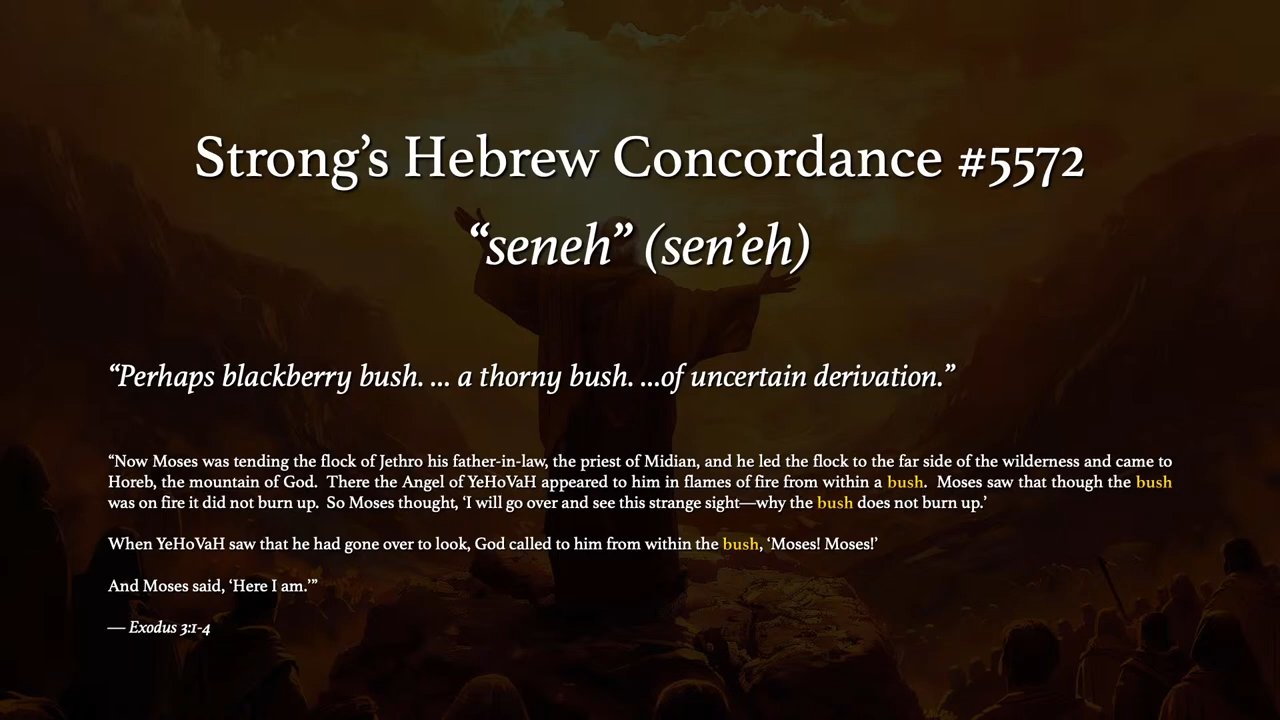 Strong’s Hebrew Concordance #5572
“seneh” (sen’eh)
“Perhaps blackberry bush. ... a thorny bush. ...of uncertain derivation.”
“Now Moses was tending the flock of Jethro his father-in-law, the priest of Midian, and he led the flock to the far side of the wilderness and came to
Horeb, the mountain of God.  There the Angel of YeHoVaH appeared to him in flames of fire from within a bush.  Moses saw that though the bush
was on fire it did not burn up.  So Moses thought, ‘I will go over and see this strange sight—why the bush does not burn up.’
When YeHoVaH saw that he had gone over to look, God called to him from within the bush, ‘Moses! Moses!’
And Moses said, ‘Here I am.’”
— Exodus 3:1-4